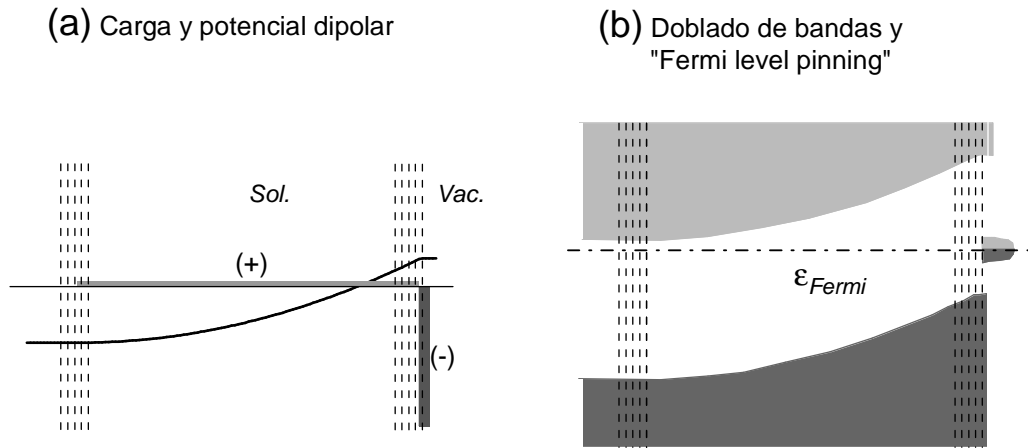 (a) Carga y potencial dipolar
Sol.
Vac.
(+)
(-)
(b) Doblado de bandas y
"Fermi level pinning"
εFermi